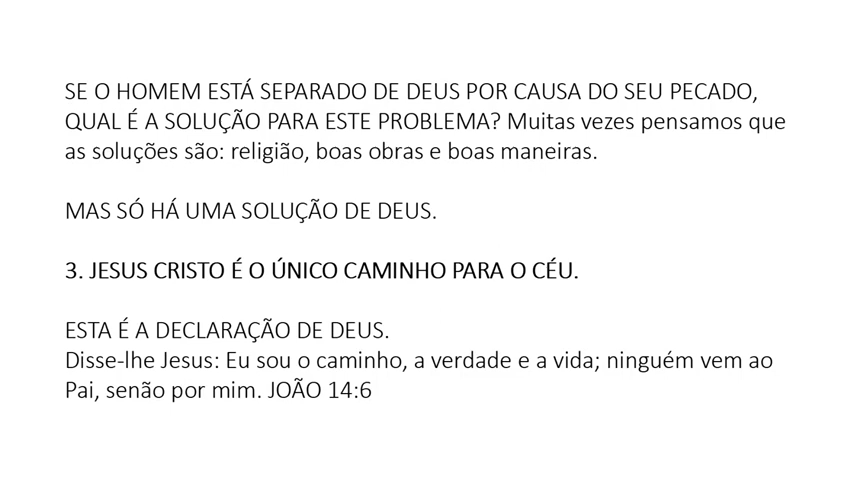 SE O HOMEM ESTÁ SEPARADO DE DEUS POR CAUSA DO SEU PECADO,
QUAL É A SOLUÇÃO PARA ESTE PROBLEMA? Muitas vezes pensamos que
as soluções são: religião, boas obras e boas maneiras.
MAS SÓ HÁ UMA SOLUÇÃO DE DEUS.
3. JESUS CRISTO É O ÚNICO CAMINHO PARA O CÉU.
ESTA É A DECLARAÇÃO DE DEUS.
Disse-lhe Jesus: Eu sou o caminho, a verdade e a vida; ninguém vem ao
Pai, senão por mim. JOÃO 14:6